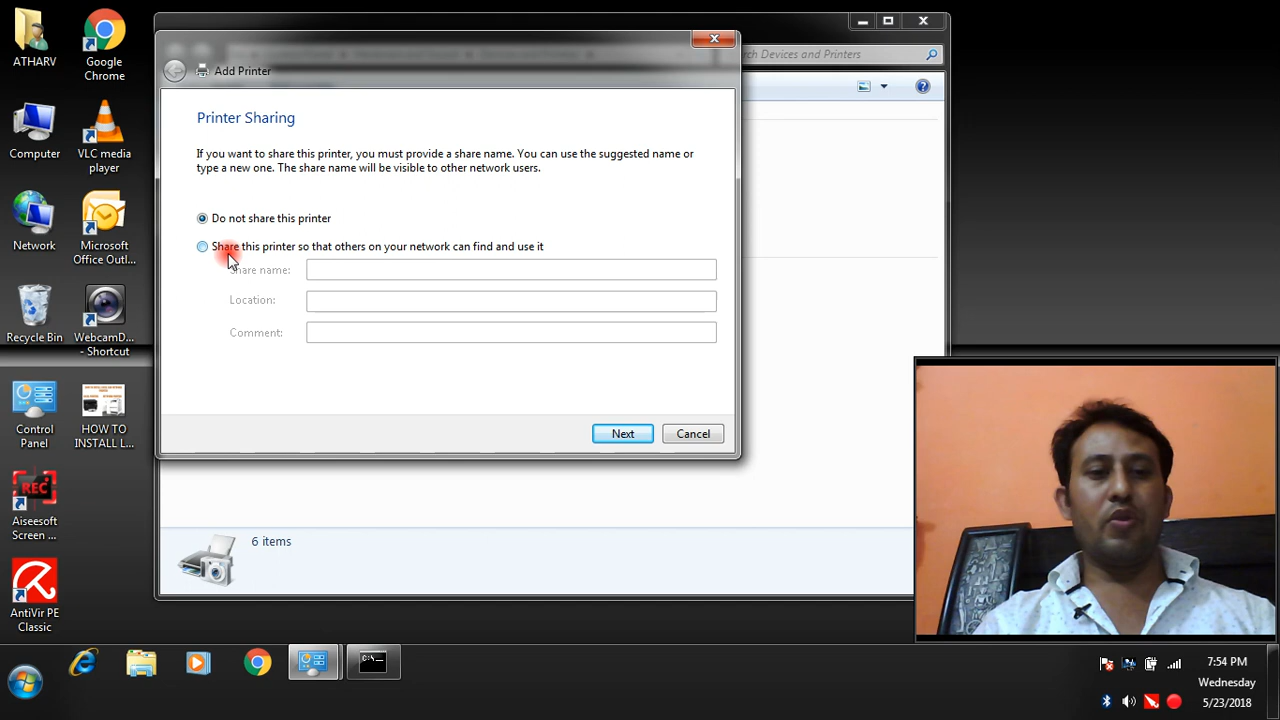 ATHARV
Google
Chrome
Computer
VLC media
player
Network
Microsoft
Office Outl...
Recycle Bin
WebcamD...
- Shortcut
Control
Panel
HOW TO
INSTALL L...
REC
Aiseesoft
Screen ...
AntiVir PE
Classic
rch Devices and Printers
Add Printer
Printer Sharing
If you want to share this printer, you must provide a share name. You can use the suggested name or
type a new one. The share name will be visible to other network users.
Do not share this printer
Share this printer so that others on your network can find and use it
Share name:
Location:
Comment:
Next
Cancel
6 items
C:\
7:54 PM
Wednesday
5/23/2018